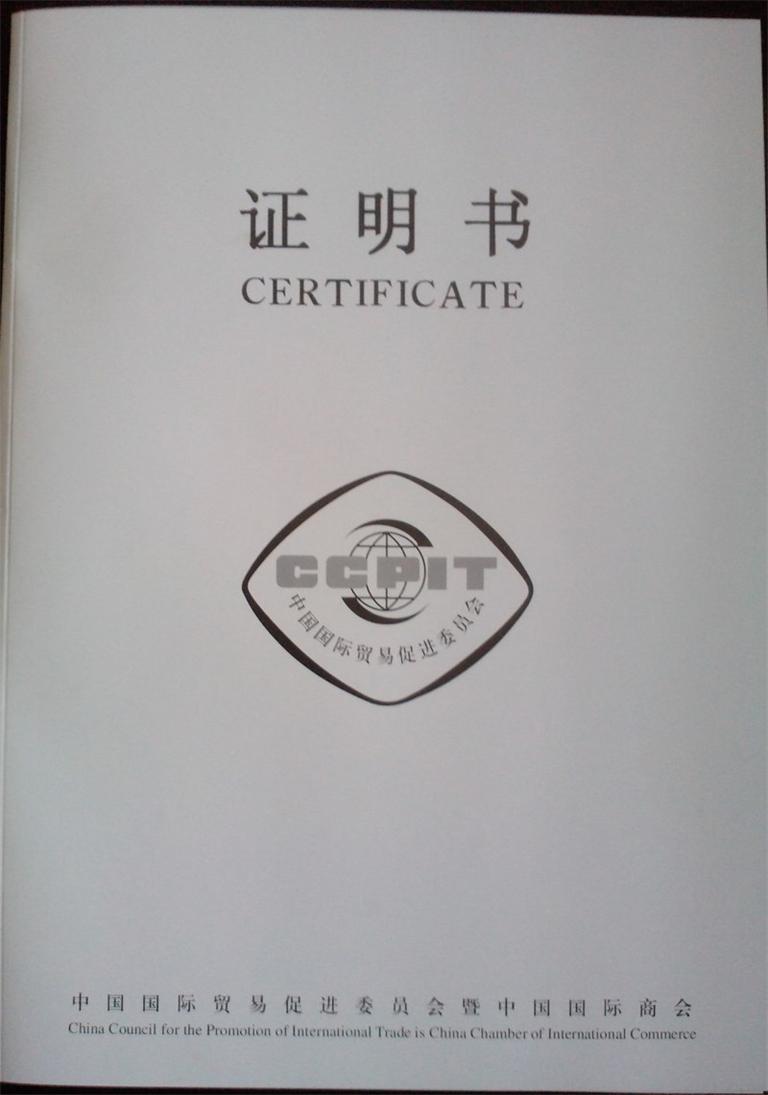 证明书
CERTIFICATE
CCPIT
中国国际贸易促进委员会
中国国际贸易促进委员会暨中国国际商会
China Council for the Promotion of International Trade is China Chamber of International Commerce